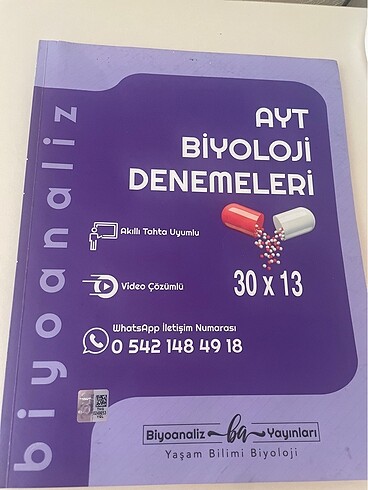 biyoanaliz
AYT
BİYOLOJİ
DENEMELERİ
Akıllı Tahta Uyumlu
30 x 13
Video Çözümlü
WhatsApp İletişim Numarası
0 542 148 49 18
Biyoanaliz ba Yayınları
Yaşam Bilimi Biyoloji